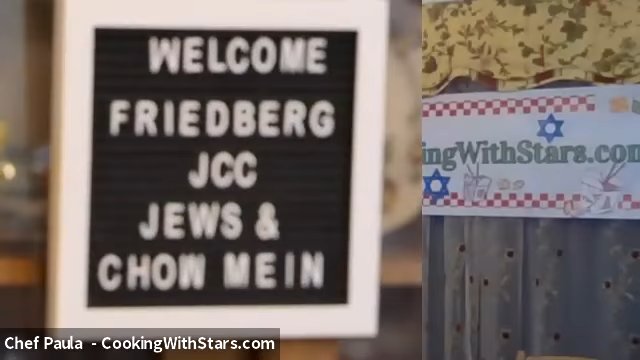 WELCOME
FRIEDBERG
JCC
JEWS &
CHOW MEIN
ingWithStars.com
Chef Paula - CookingWithStars.com